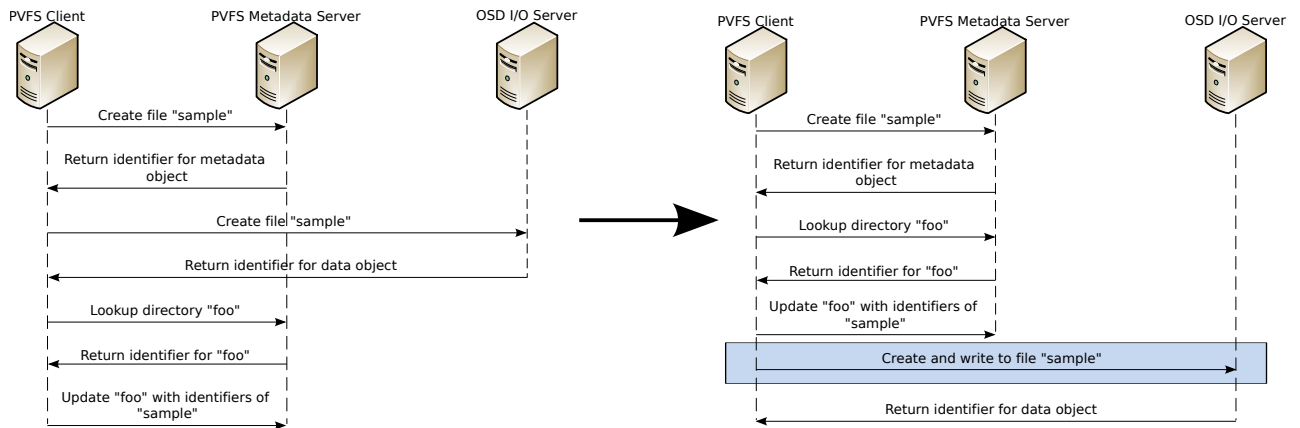 PVFS Client
PVFS Metadata Server
OSD I/O Server
Create file "sample"
Return identifier for metadata
object
Create file "sample"
Return identifier for data object
Lookup directory "foo"
Return identifier for "foo"
Update "foo" with identifiers of
"sample"
PVFS Client
PVFS Metadata Server
OSD I/O Server
Create file "sample"
Return identifier for metadata
object
Lookup directory "foo"
Return identifier for "foo"
Update "foo" with identifiers of
"sample"
Create and write to file "sample"
Return identifier for data object